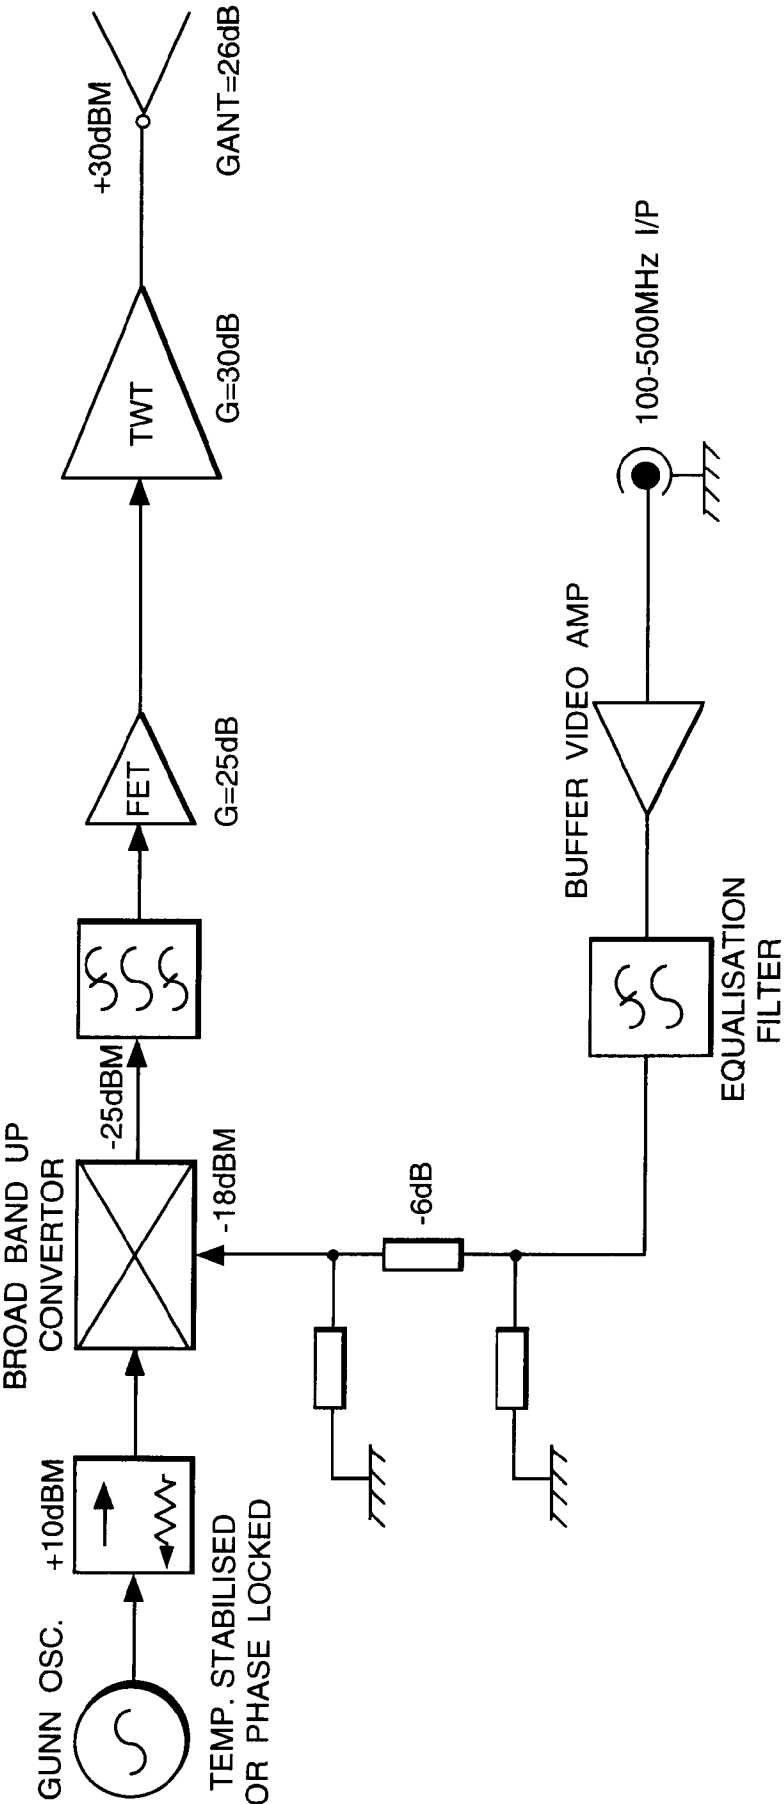 GUNN OSC.
TEMP. STABILISED
OR PHASE LOCKED
+10dBM
BROAD BAND UP
CONVERTOR
-25dBM
-18dBM
FET
G=25dB
TWT
G=30dB
+30dBM
GANT=26dB
-6dB
EQUALISATION
FILTER
BUFFER VIDEO AMP
100-500MHz I/P